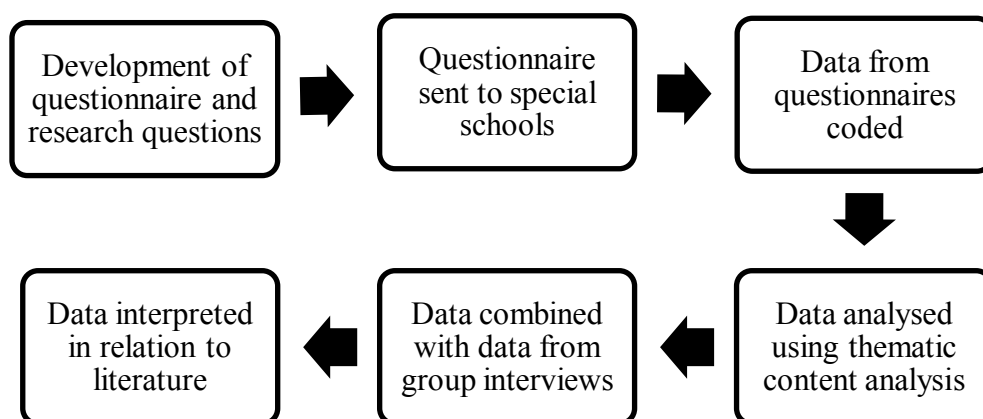 Development of
questionnaire and
research questions
Questionnaire
sent to special
schools
Data from
questionnaires
coded
Data analysed
using thematic
content analysis
Data combined
with data from
group interviews
Data interpreted
in relation to
literature